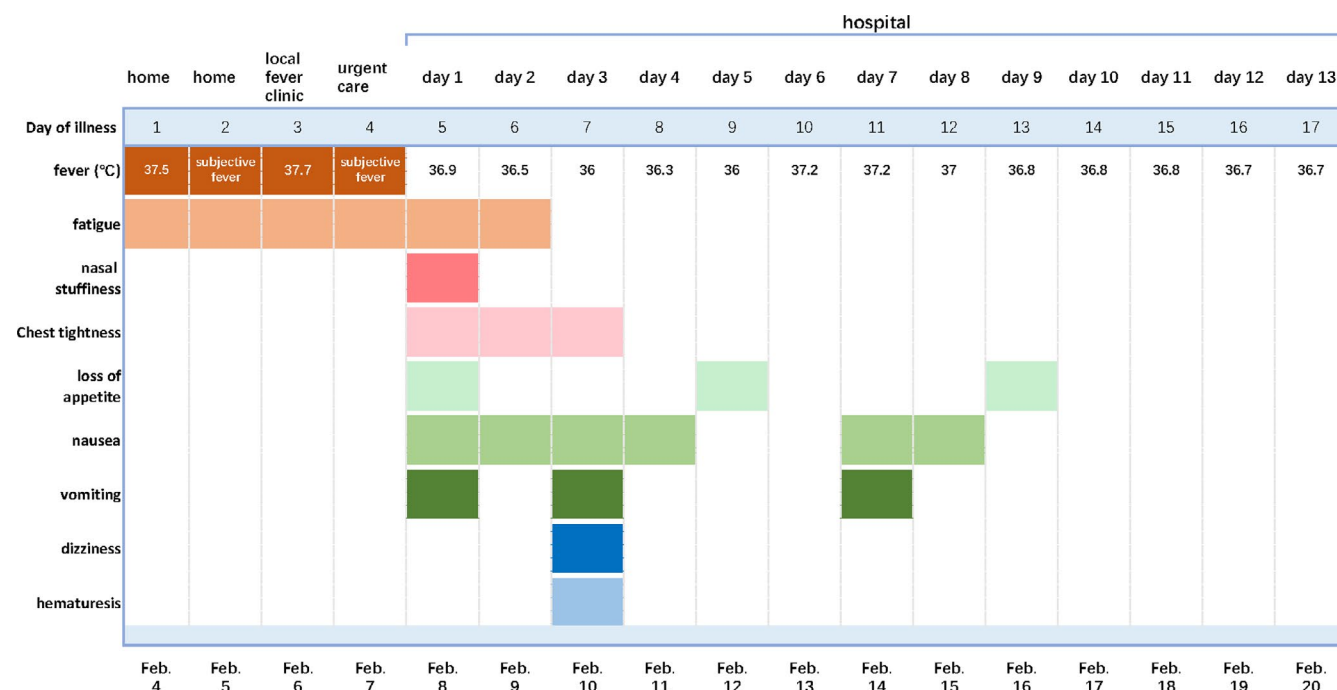 hospital
home home local fever clinic urgent care day 1 day 2 day 3 day 4 day 5 day 6 day 7 day 8 day 9 day 10 day 11 day 12 day 13
Day of illness 1 2 3 4 5 6 7 8 9 10 11 12 13 14 15 16 17
fever (°C) 37.5 subjective fever 37.7 subjective fever 36.9 36.5 36 36.3 36 37.2 37.2 37 36.8 36.8 36.8 36.7 36.7
fatigue
nasal
stuffiness
Chest tightness
loss of
appetite
nausea
vomiting
dizziness
hematuresis
Feb. Feb. Feb. Feb. Feb. Feb. Feb. Feb. Feb. Feb. Feb. Feb. Feb. Feb. Feb. Feb. Feb.
4 5 6 7 8 9 10 11 12 13 14 15 16 17 18 19 20